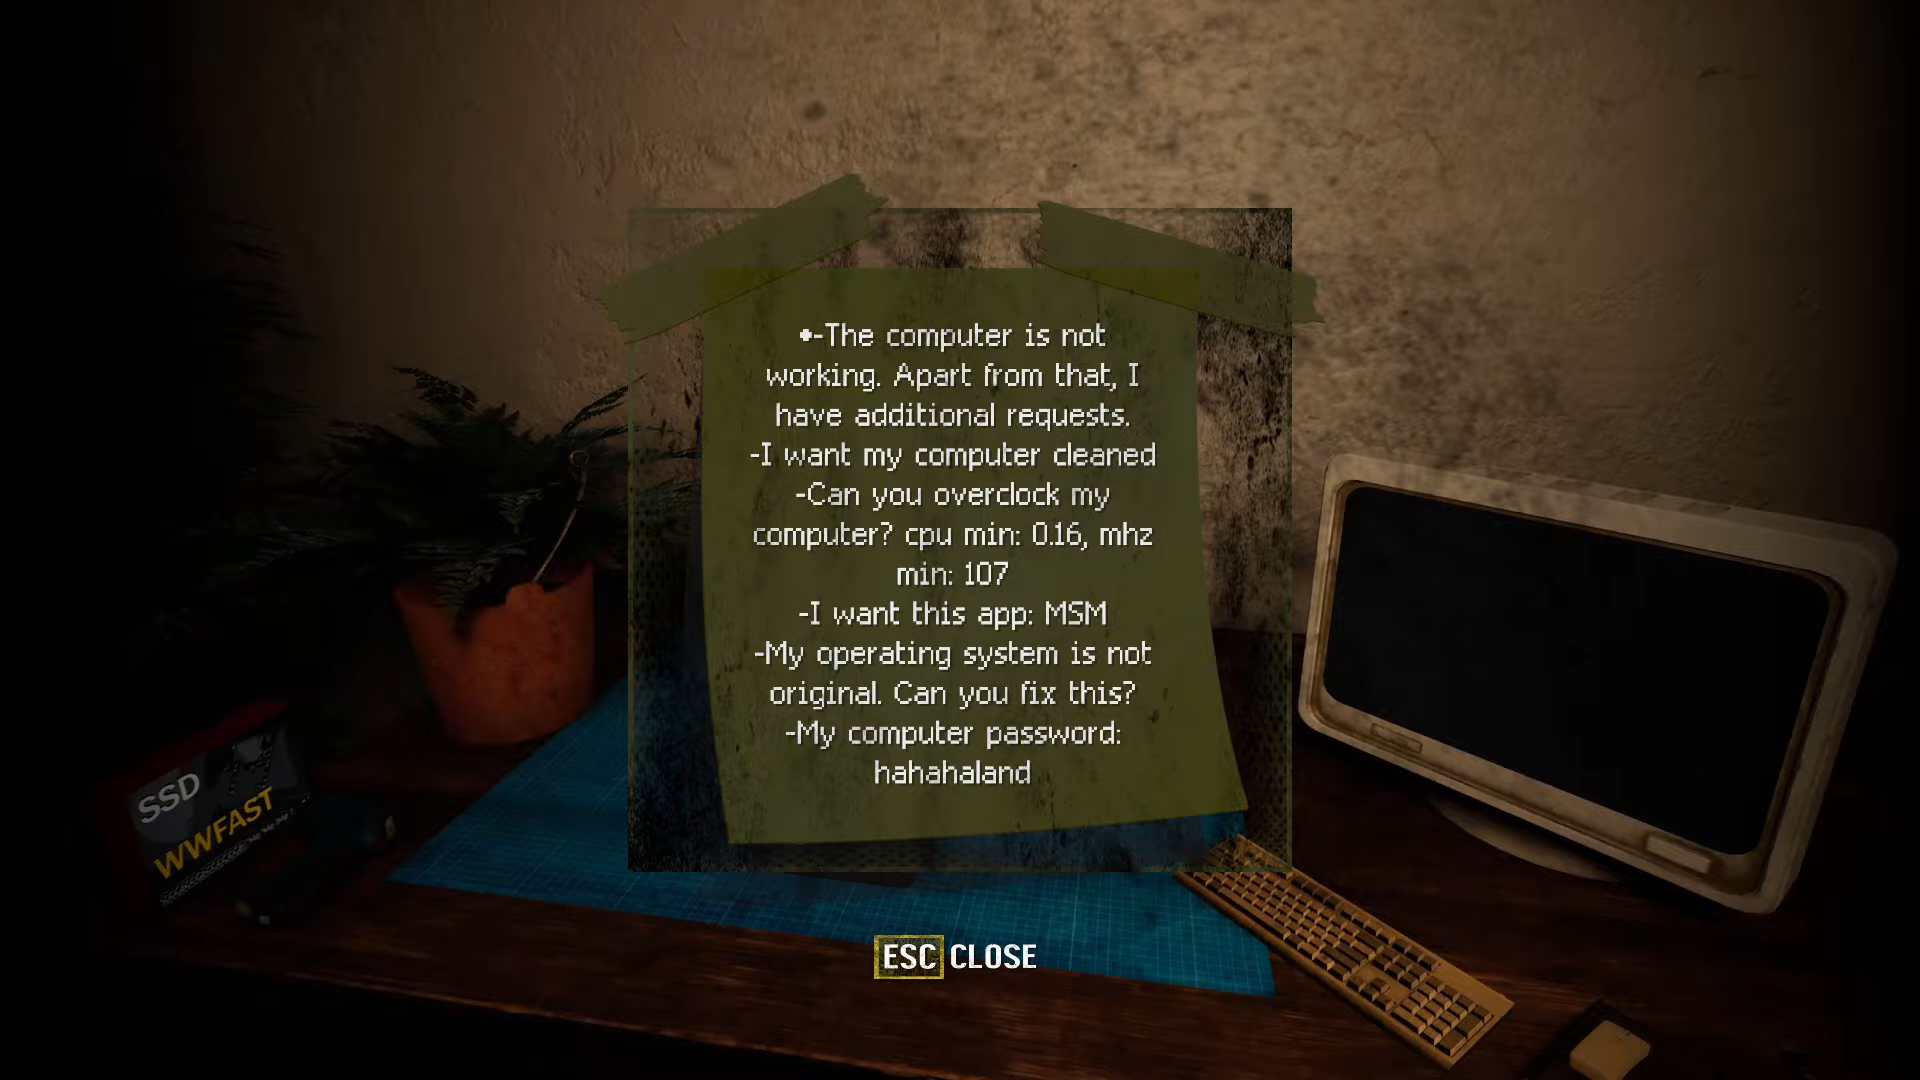 •-The computer is not
working. Apart from that, I
have additional requests.
-I want my computer cleaned
-Can you overclock my
computer? cpu min: 0.16, mhz
min: 107
-I want this app: MSM
-My operating system is not
original. Can you fix this?
-My computer password:
hahahaland
SSD
WWFAST
ESC CLOSE